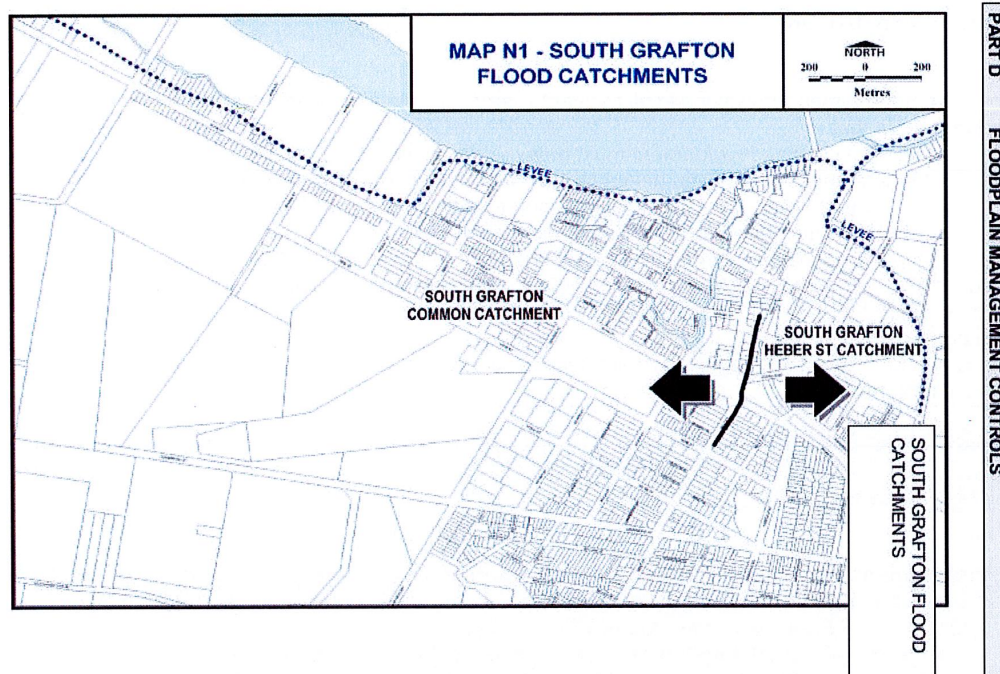 MAP N1 - SOUTH GRAFTON
FLOOD CATCHMENTS
NORTH
200 0 200
Metres
LEVEE
LEVEE
SOUTH GRAFTON
COMMON CATCHMENT
SOUTH GRAFTON
HEBER ST CATCHMENT
SOUTH GRAFTON FLOOD
CATCHMENTS
PART D FLOODPLAIN MANAGEMENT CONTROLS